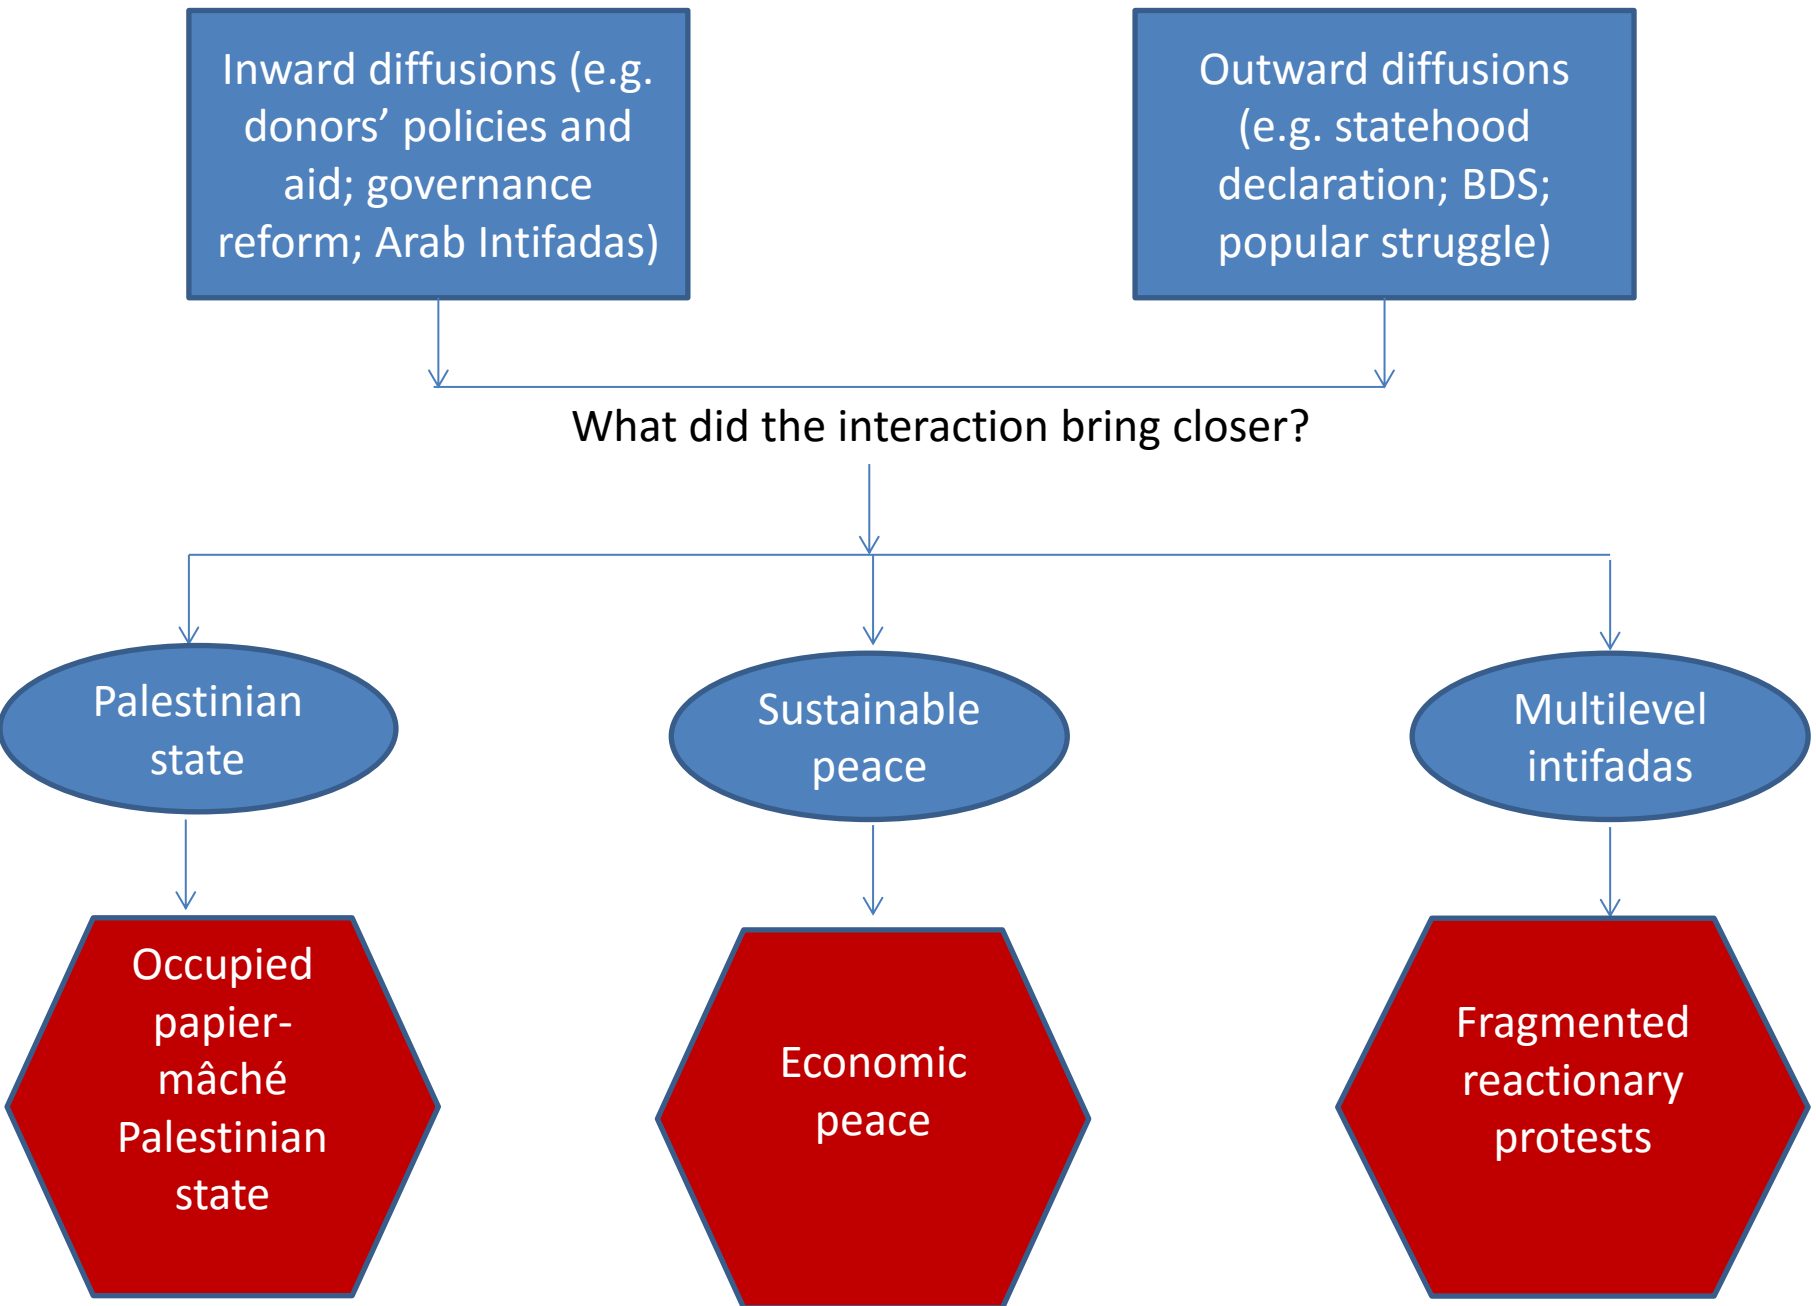 Inward diffusions (e.g.
donors’ policies and
aid; governance
reform; Arab Intifadas)
Outward diffusions
(e.g. statehood
declaration; BDS;
popular struggle)
What did the interaction bring closer?
Palestinian
state
Sustainable
peace
Multilevel
intifadas
Occupied
papier-
mâché
Palestinian
state
Economic
peace
Fragmented
reactionary
protests